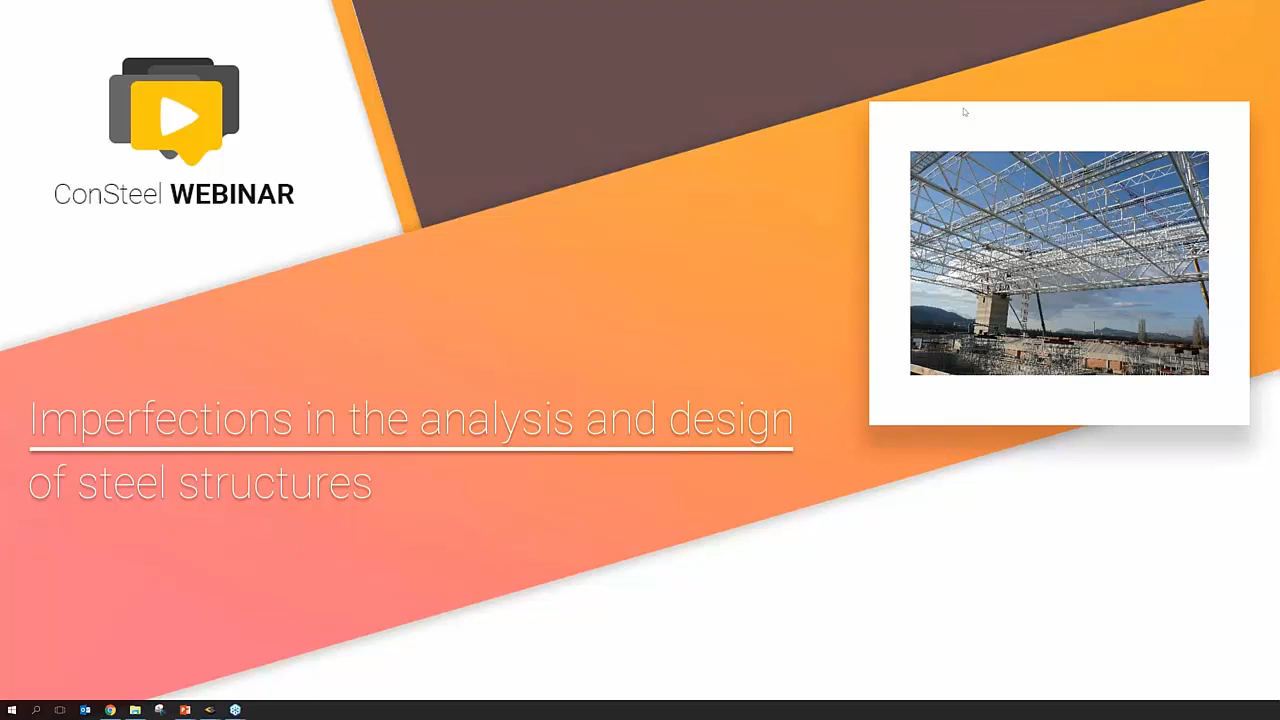 ConSteel WEBINAR
Imperfections in the analysis and design
of steel structures